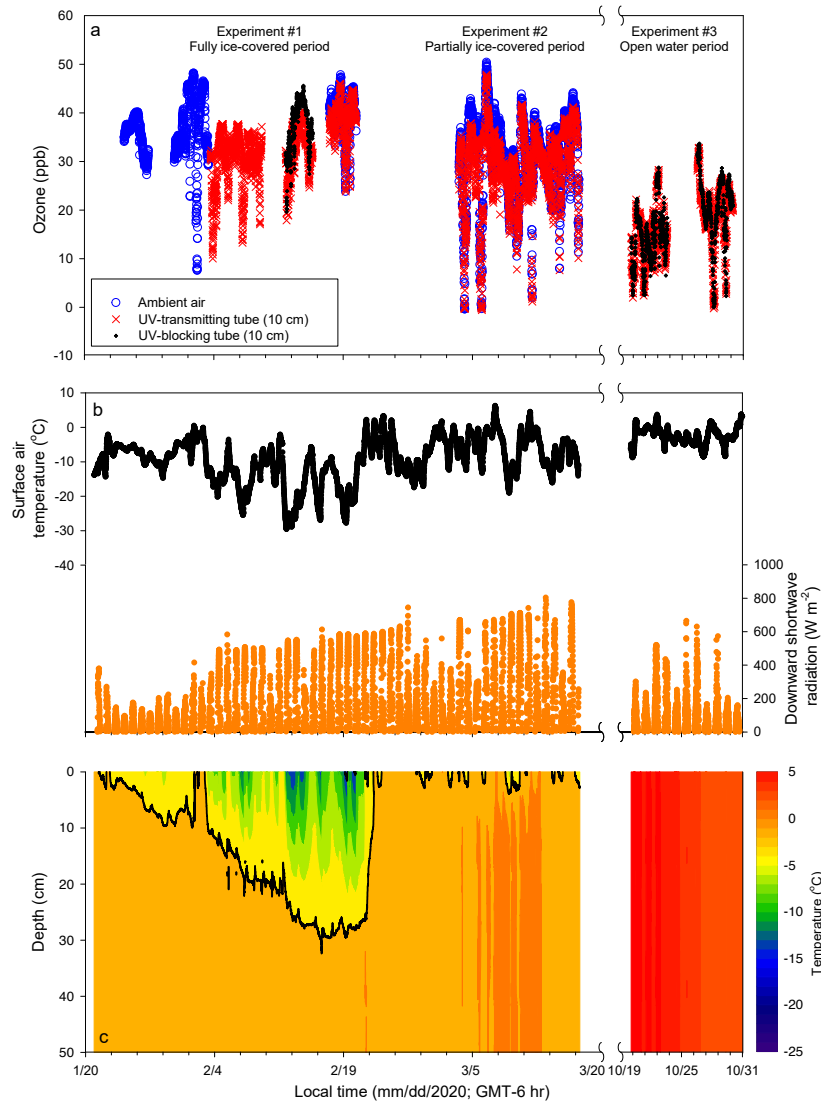 a
Experiment #1
Fully ice-covered period
Experiment #2
Partially ice-covered period
Experiment #3
Open water period
60
50
40
30
20
10
0
-10
Ozone (ppb)
Ambient air
UV-transmitting tube (10 cm)
UV-blocking tube (10 cm)
b
10
0
-10
-20
-30
-40
Surface air
temperature (°C)
1000
800
600
400
200
0
Downward shortwave
radiation (W m-2)
c
0
10
20
30
40
50
Depth (cm)
5
0
-5
-10
-15
-20
-25
Temperature (°C)
1/20 2/4 2/19 3/5 3/20 10/19 10/25 10/31
Local time (mm/dd/2020; GMT-6 hr)